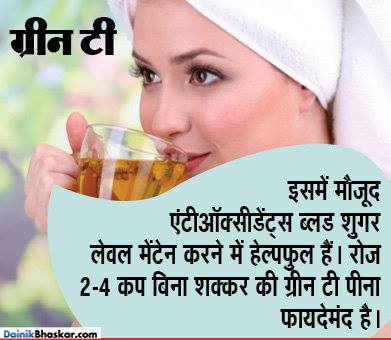 ग्रीन टी
इसमें मौजूद
एंटीऑक्सीडेंट्स ब्लड शुगर
लेवल मेंटेन करने में हेल्पफुल हैं। रोज
2-4 कप बिना शक्कर की ग्रीन टी पीना
फायदेमंद है।
DainikBhaskar.com